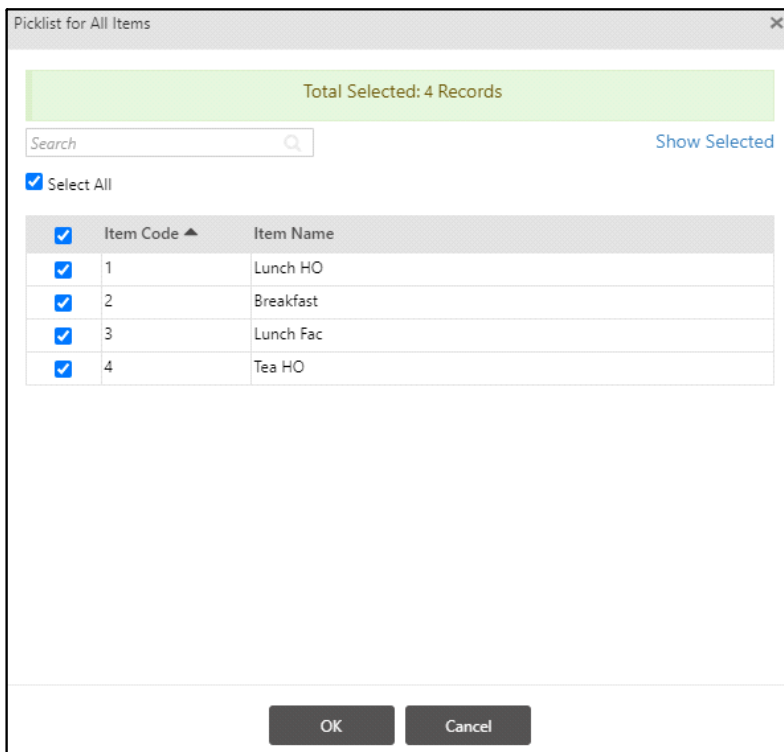 Picklist for All Items
Total Selected: 4 Records
Search
Show Selected
Select All
Item Code Item Name
1 Lunch HO
2 Breakfast
3 Lunch Fac
4 Tea HO
OK Cancel